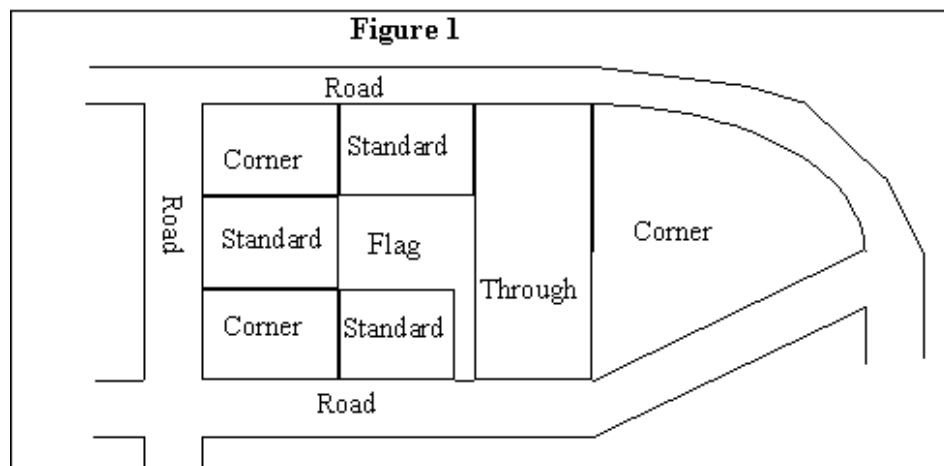 Figure 1
Road
Corner
Standard
Road
Standard
Flag
Corner
Through
Corner
Standard
Road